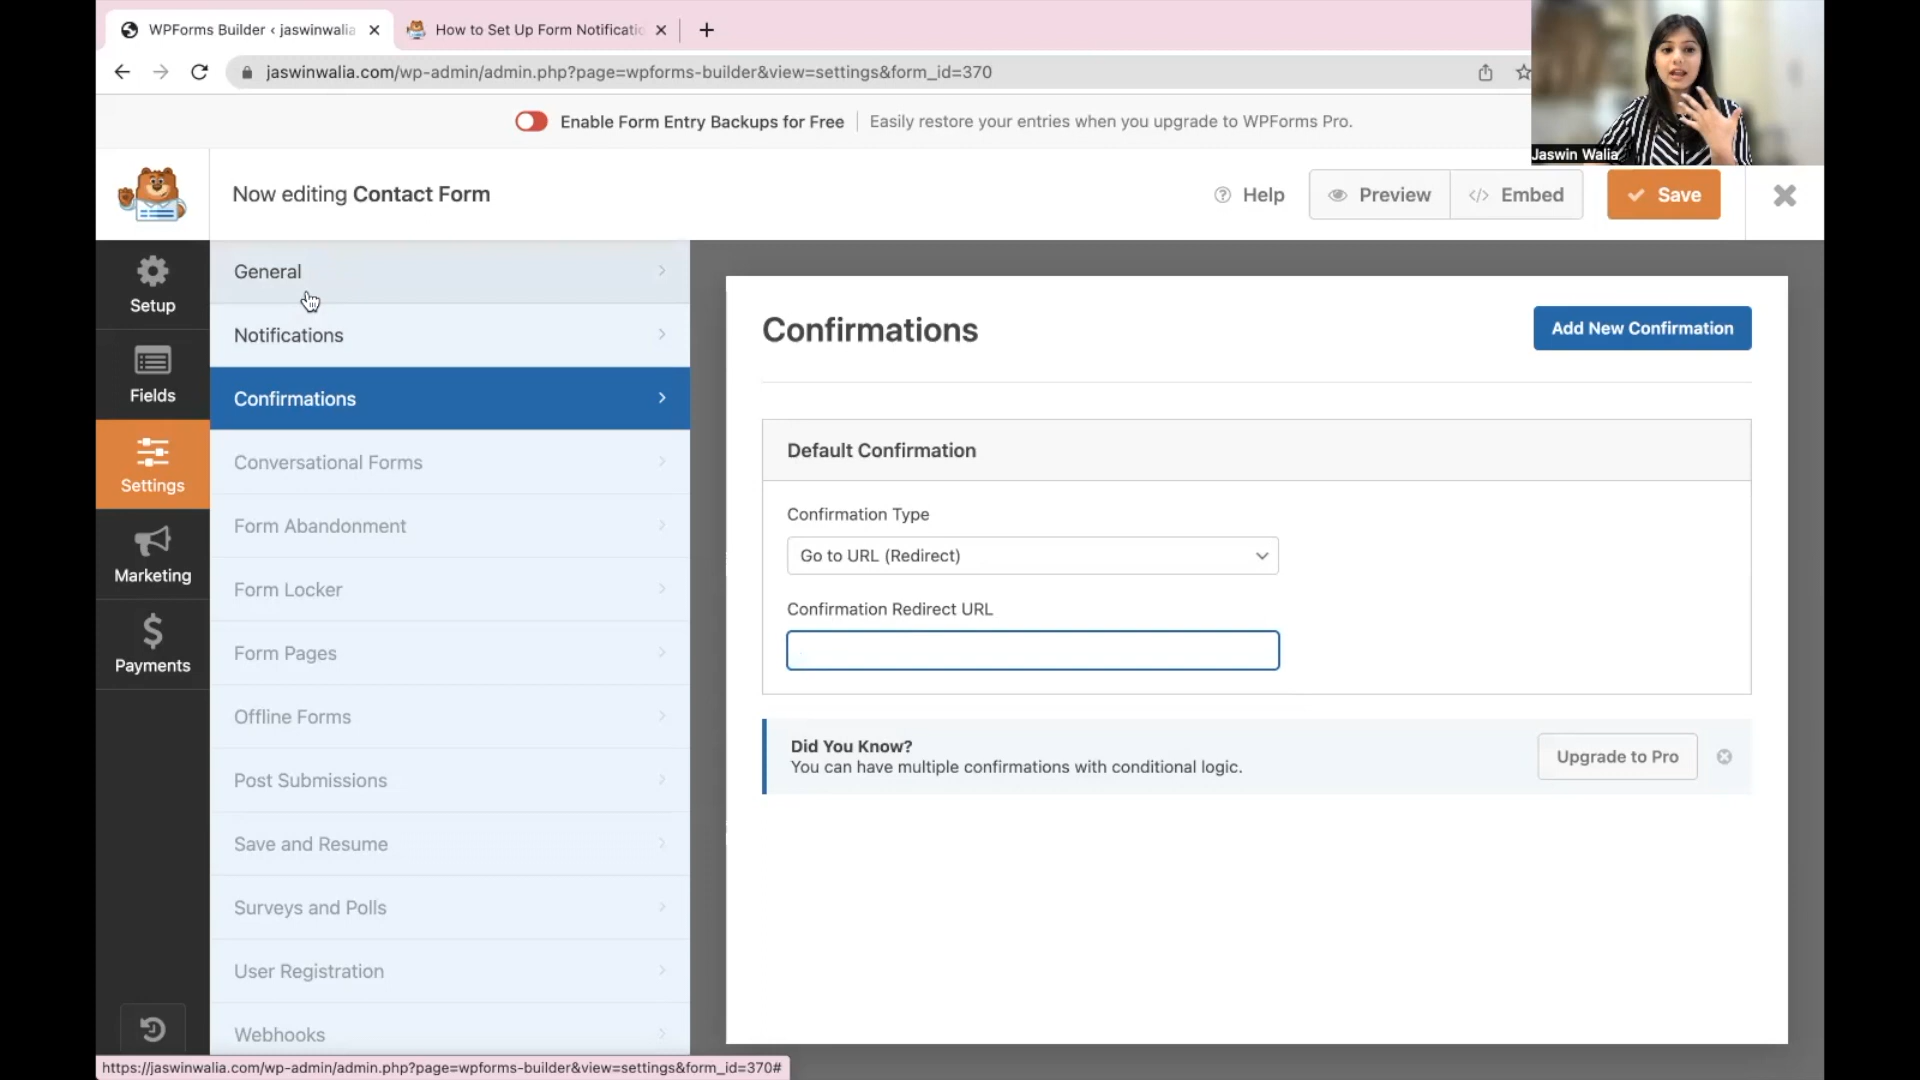 WPForms Builder ‹ jaswinwalia
How to Set Up Form Notificatio
jaswinwalia.com/wp-admin/admin.php?page=wpforms-builder&view=settings&form_id=370
Enable Form Entry Backups for Free
Easily restore your entries when you upgrade to WPForms Pro.
Jaswin Walia
Now editing Contact Form
Help
Preview
Embed
Save
Setup
Fields
Settings
Marketing
Payments
General
Notifications
Confirmations
Conversational Forms
Form Abandonment
Form Locker
Form Pages
Offline Forms
Post Submissions
Save and Resume
Surveys and Polls
User Registration
Webhooks
Confirmations
Add New Confirmation
Default Confirmation
Confirmation Type
Go to URL (Redirect)
Confirmation Redirect URL
Did You Know?
You can have multiple confirmations with conditional logic.
Upgrade to Pro
https://jaswinwalia.com/wp-admin/admin.php?page=wpforms-builder&view=settings&form_id=370#